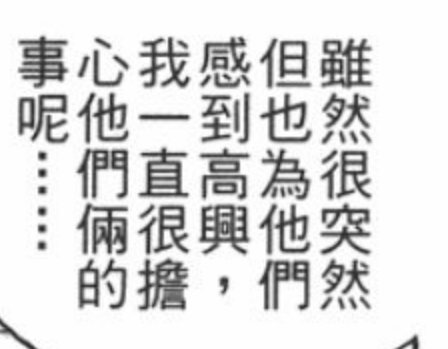 雖然很突然
但也為他們
感到高興，
我一直很擔
心他們倆的
事呢……